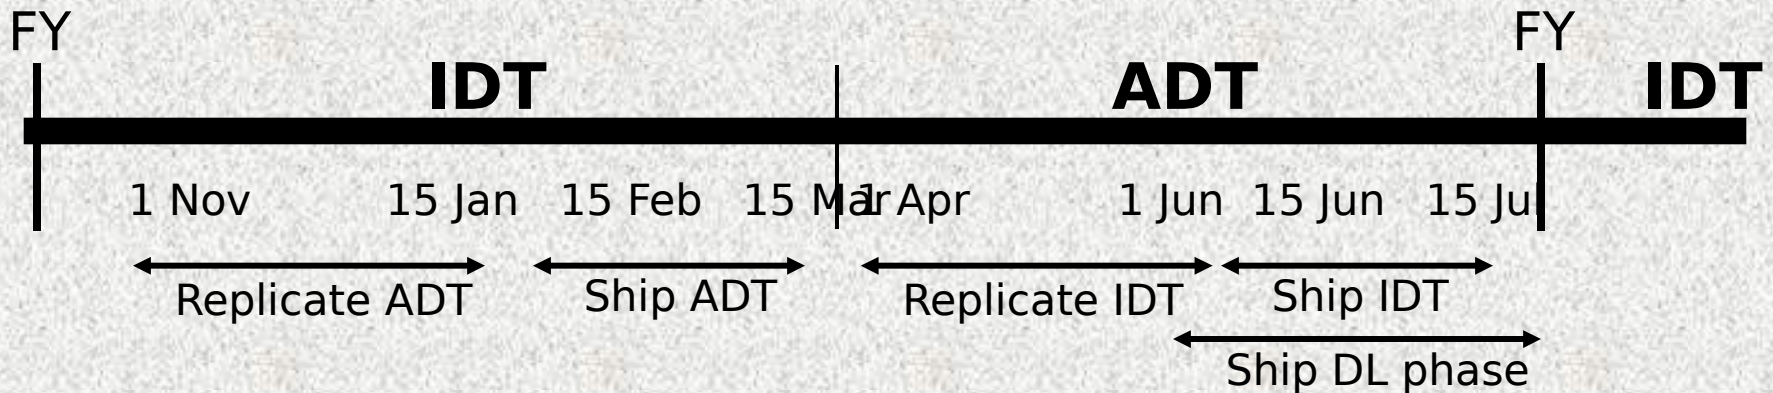 FY FY
IDT ADT IDT
1 Nov 15 Jan 15 Feb 15 Mar 1 Apr 1 Jun 15 Jun 15 Jul
Replicate ADT Ship ADT Replicate IDT Ship IDT
Ship DL phase